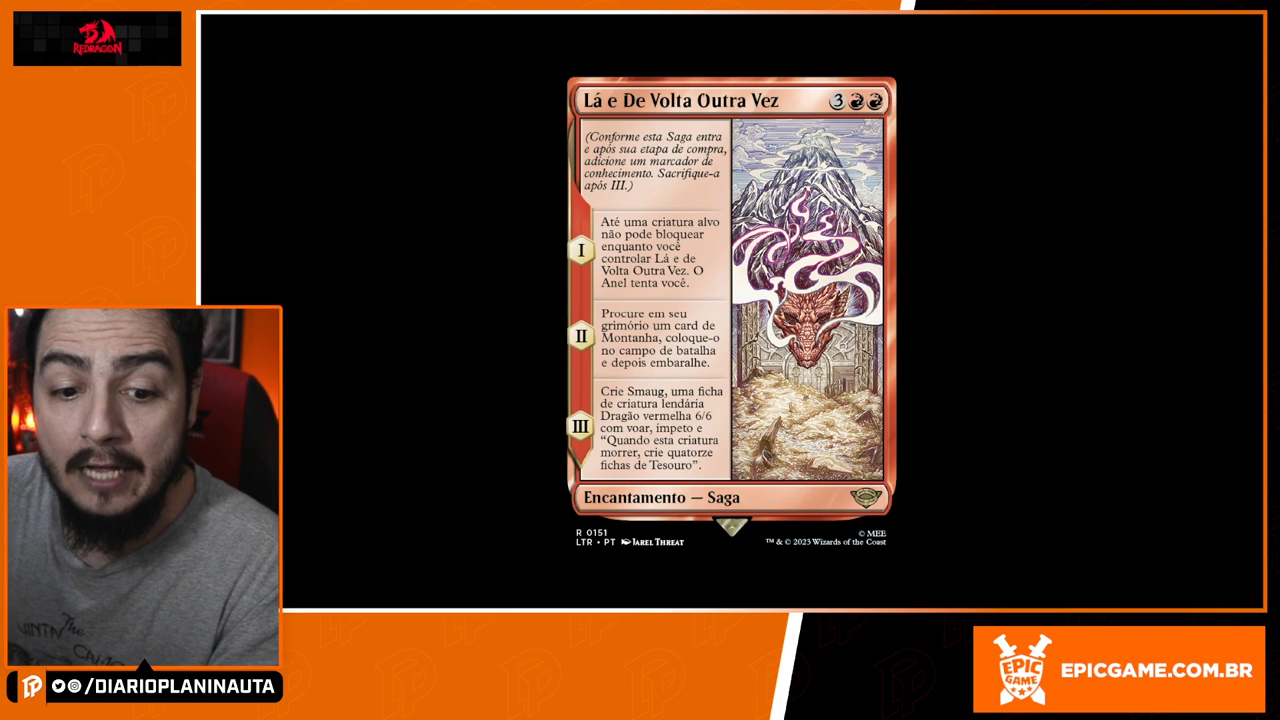 REDRAGON
Lá e De Volta Outra Vez 3
(Conforme esta Saga entra
e após sua etapa de compra,
adicione um marcador de
conhecimento. Sacrifique-a
após III.)
I
Até uma criatura alvo
não pode bloquear
enquanto você
controlar Lá e de
Volta Outra Vez. O
Anel tenta você.
II
Procure em seu
grimório um card de
Montanha, coloque-o
no campo de batalha
e depois embaralhe.
III
Crie Smaug, uma ficha
de criatura lendária
Dragão vermelha 6/6
com voar, ímpeto e
“Quando esta criatura
morrer, crie quatorze
fichas de Tesouro”.
Encantamento — Saga
R 0151
LTR • PT JAREL THREAT
© MEE
™ & © 2023 Wizards of the Coast
The
/DIARIOPLANINAUTA
EPIC
GAME
EPICGAME.COM.BR